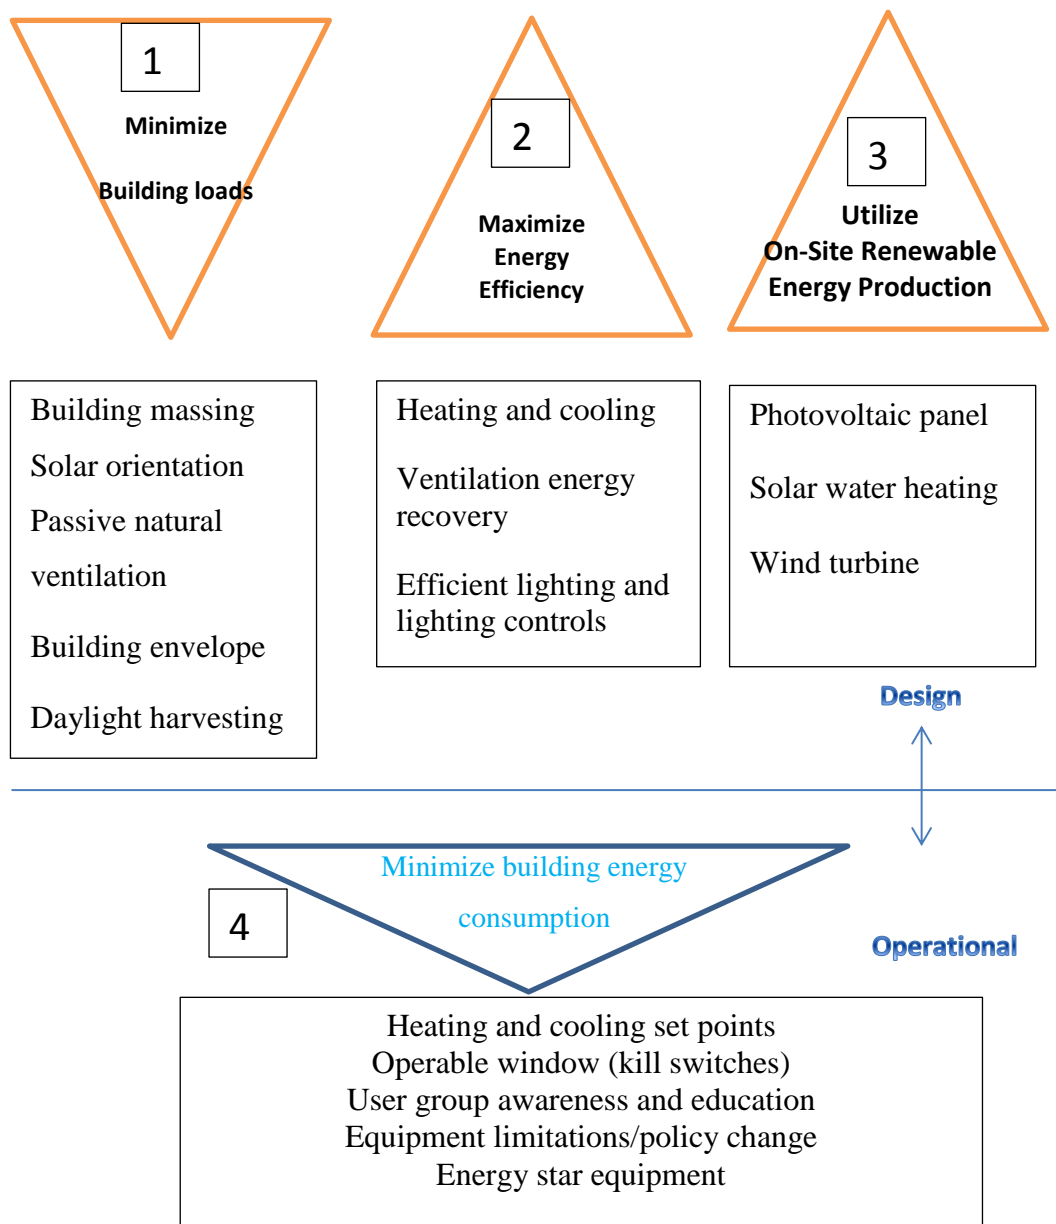 1
Minimize
Building loads
2
Maximize
Energy
Efficiency
3
Utilize
On-Site Renewable
Energy Production
Building massing
Solar orientation
Passive natural
ventilation
Building envelope
Daylight harvesting
Heating and cooling
Ventilation energy
recovery
Efficient lighting and
lighting controls
Photovoltaic panel
Solar water heating
Wind turbine
Design
Minimize building energy
consumption
4
Operational
Heating and cooling set points
Operable window (kill switches)
User group awareness and education
Equipment limitations/policy change
Energy star equipment